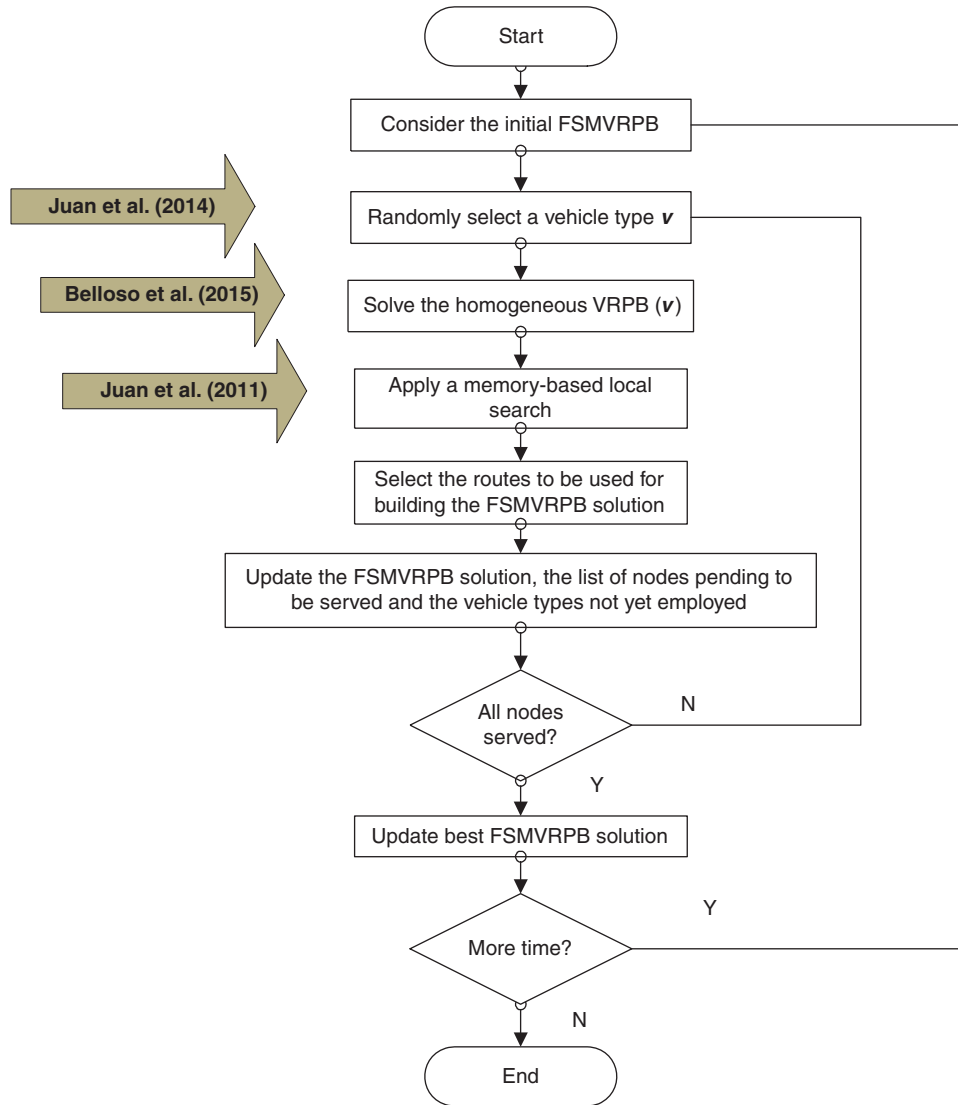 Start
Consider the initial FSMVRPB
Juan et al. (2014)
Randomly select a vehicle type v
Belloso et al. (2015)
Solve the homogeneous VRPB (v)
Juan et al. (2011)
Apply a memory-based local
search
Select the routes to be used for
building the FSMVRPB solution
Update the FSMVRPB solution, the list of nodes pending to
be served and the vehicle types not yet employed
All nodes
served?
N
Y
Update best FSMVRPB solution
More time?
Y
N
End